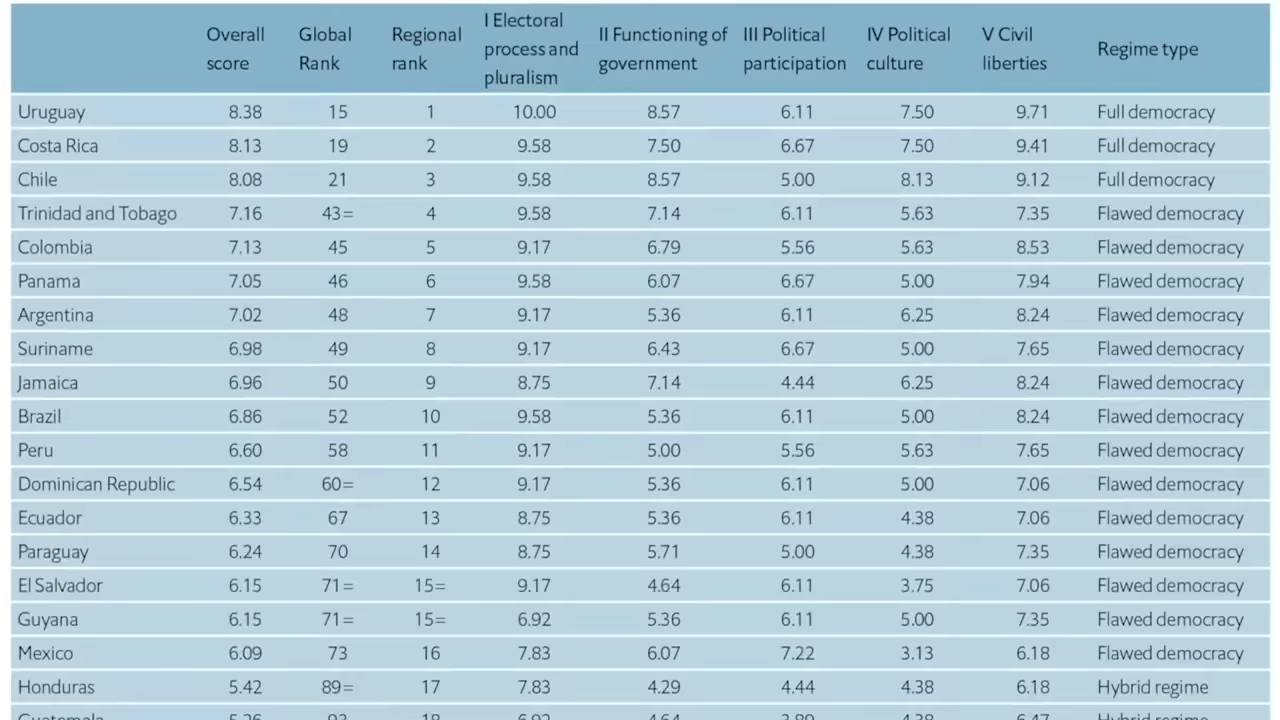 Overall score Global Rank Regional rank I Electoral process and pluralism II Functioning of government III Political participation IV Political culture V Civil liberties Regime type
Uruguay 8.38 15 1 10.00 8.57 6.11 7.50 9.71 Full democracy
Costa Rica 8.13 19 2 9.58 7.50 6.67 7.50 9.41 Full democracy
Chile 8.08 21 3 9.58 8.57 5.00 8.13 9.12 Full democracy
Trinidad and Tobago 7.16 43= 4 9.58 7.14 6.11 5.63 7.35 Flawed democracy
Colombia 7.13 45 5 9.17 6.79 5.56 5.63 8.53 Flawed democracy
Panama 7.05 46 6 9.58 6.07 6.67 5.00 7.94 Flawed democracy
Argentina 7.02 48 7 9.17 5.36 6.11 6.25 8.24 Flawed democracy
Suriname 6.98 49 8 9.17 6.43 6.67 5.00 7.65 Flawed democracy
Jamaica 6.96 50 9 8.75 7.14 4.44 6.25 8.24 Flawed democracy
Brazil 6.86 52 10 9.58 5.36 6.11 5.00 8.24 Flawed democracy
Peru 6.60 58 11 9.17 5.00 5.56 5.63 7.65 Flawed democracy
Dominican Republic 6.54 60= 12 9.17 5.36 6.11 5.00 7.06 Flawed democracy
Ecuador 6.33 67 13 8.75 5.36 6.11 4.38 7.06 Flawed democracy
Paraguay 6.24 70 14 8.75 5.71 5.00 4.38 7.35 Flawed democracy
El Salvador 6.15 71= 15= 9.17 4.64 6.11 3.75 7.06 Flawed democracy
Guyana 6.15 71= 15= 6.92 5.36 6.11 5.00 7.35 Flawed democracy
Mexico 6.09 73 16 7.83 6.07 7.22 3.13 6.18 Flawed democracy
Honduras 5.42 89= 17 7.83 4.29 4.44 4.38 6.18 Hybrid regime
Guatemala 5.26 93 18 6.92 4.64 3.89 4.38 6.47 Hybrid regime